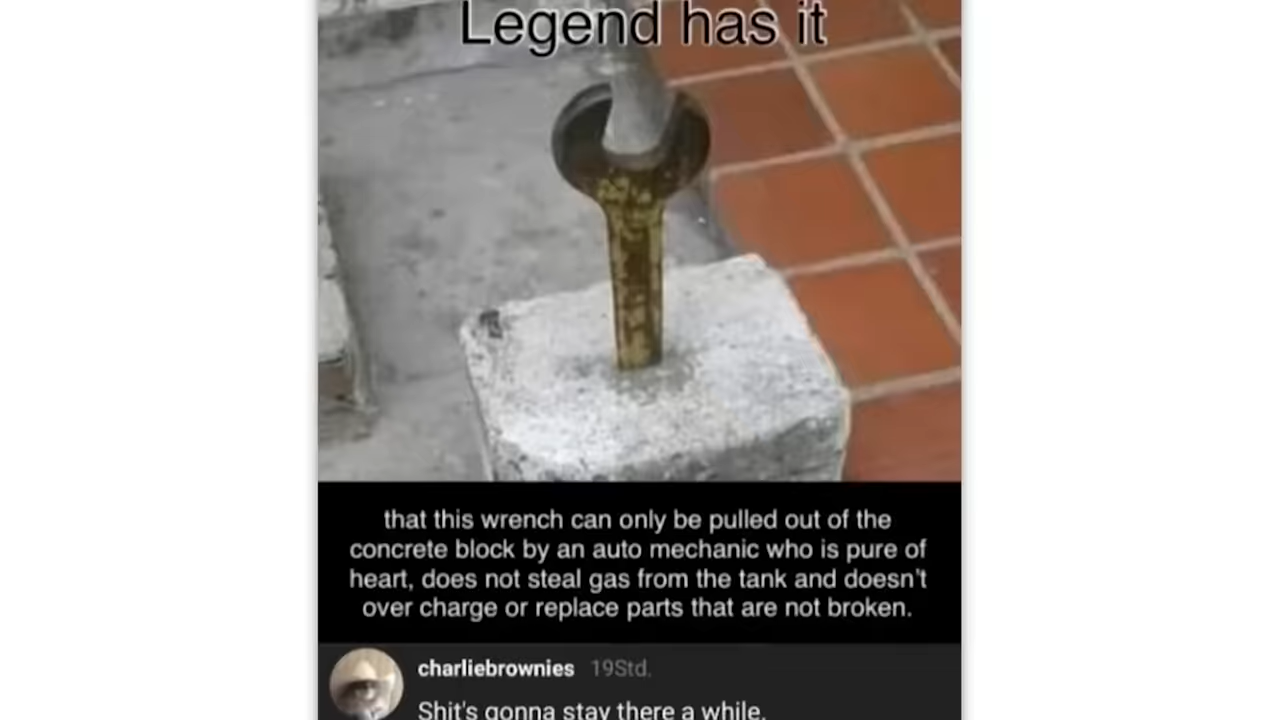 Legend has it
that this wrench can only be pulled out of the
concrete block by an auto mechanic who is pure of
heart, does not steal gas from the tank and doesn't
over charge or replace parts that are not broken.
charliebrownies 19Std.
Shit's gonna stay there a while.